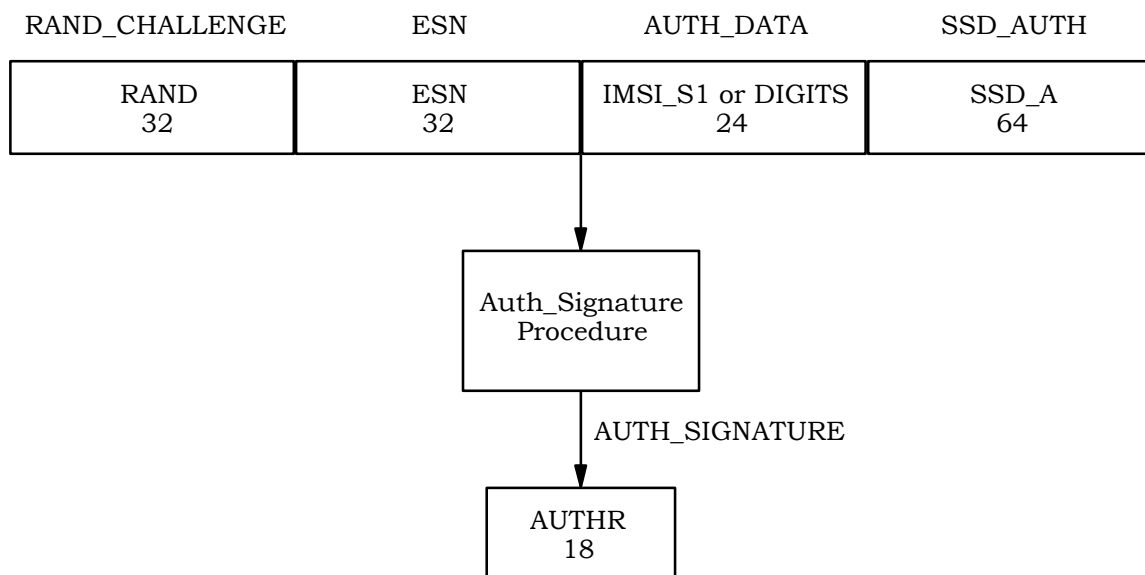 RAND_CHALLENGE ESN AUTH_DATA SSD_AUTH
RAND ESN IMSI_S1 or DIGITS SSD_A
32 32 24 64
Auth_Signature
Procedure
AUTH_SIGNATURE
AUTHR
18